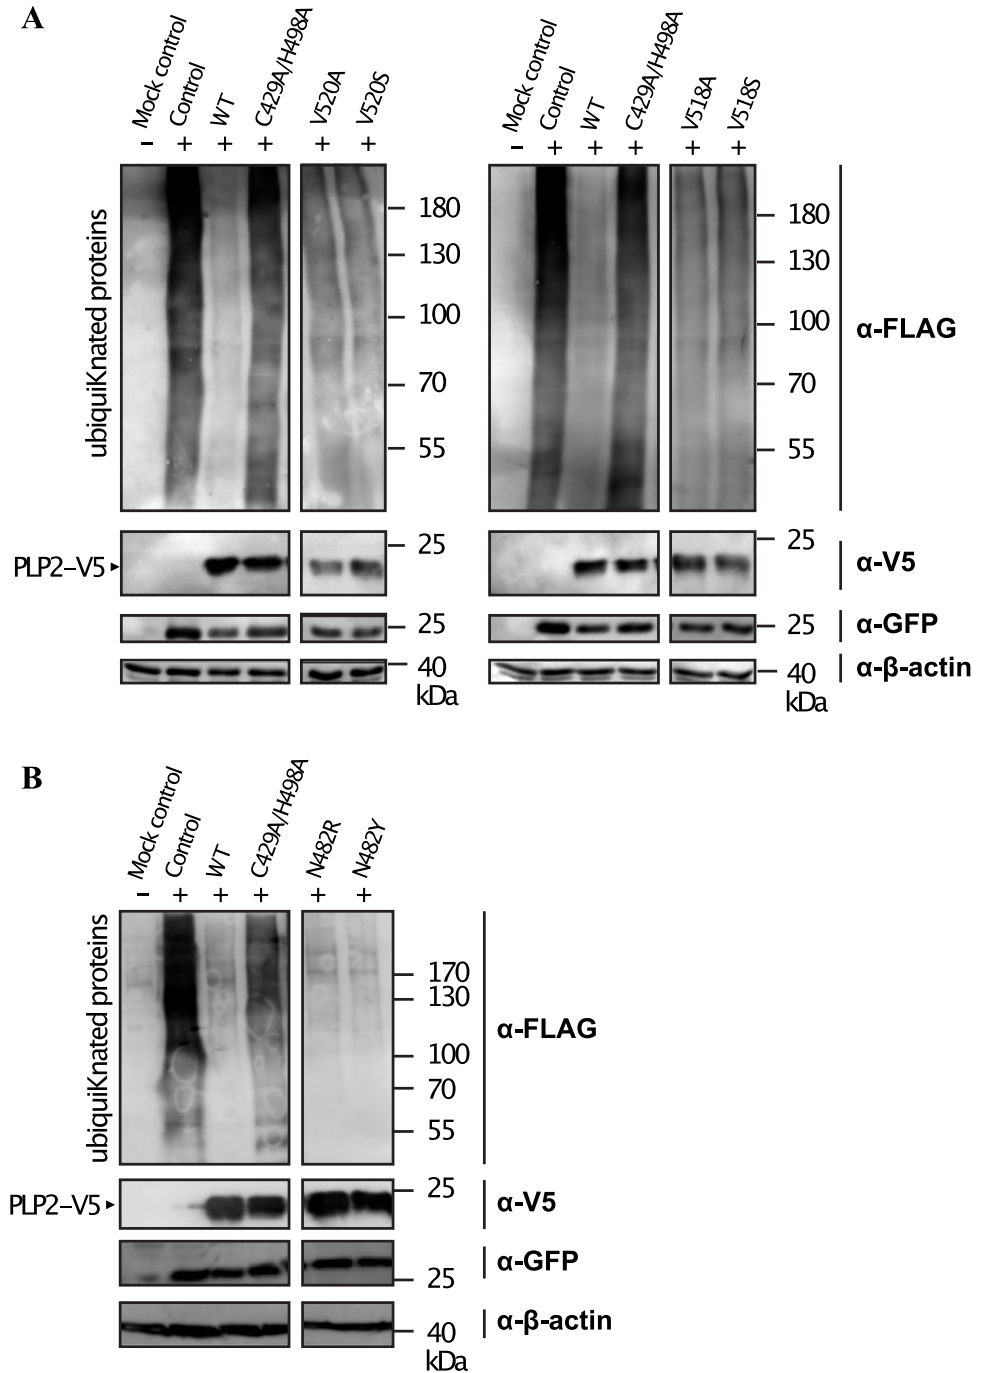 A
Mock control
Control
WT
C429A/H498A
V520A
V520S
Mock control
Control
WT
C429A/H498A
V518A
V518S
– + + + + +
– + + + + +
ubiquiKnated proteins
180
130
100
70
55
180
130
100
70
55
α-FLAG
PLP2–V5
25
25
α-V5
25
25
α-GFP
40
kDa
40
kDa
α-β-actin
B
Mock control
Control
WT
C429A/H498A
N482R
N482Y
– + + + + +
ubiquiKnated proteins
170
130
100
70
55
α-FLAG
PLP2–V5
25
α-V5
25
α-GFP
40
kDa
α-β-actin